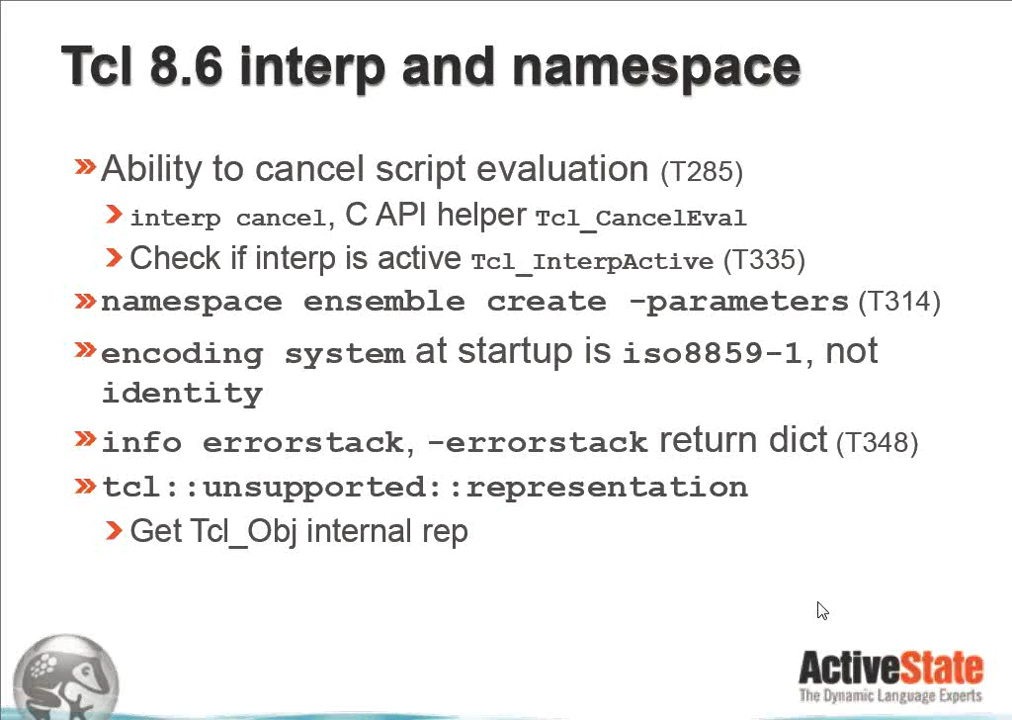 Tcl 8.6 interp and namespace
Ability to cancel script evaluation (T285)
interp cancel, C API helper Tcl_CancelEval
Check if interp is active Tcl_InterpActive (T335)
namespace ensemble create -parameters (T314)
encoding system at startup is iso8859-1, not
identity
info errorstack, -errorstack return dict (T348)
tcl::unsupported::representation
Get Tcl_Obj internal rep
ActiveState
The Dynamic Language Experts